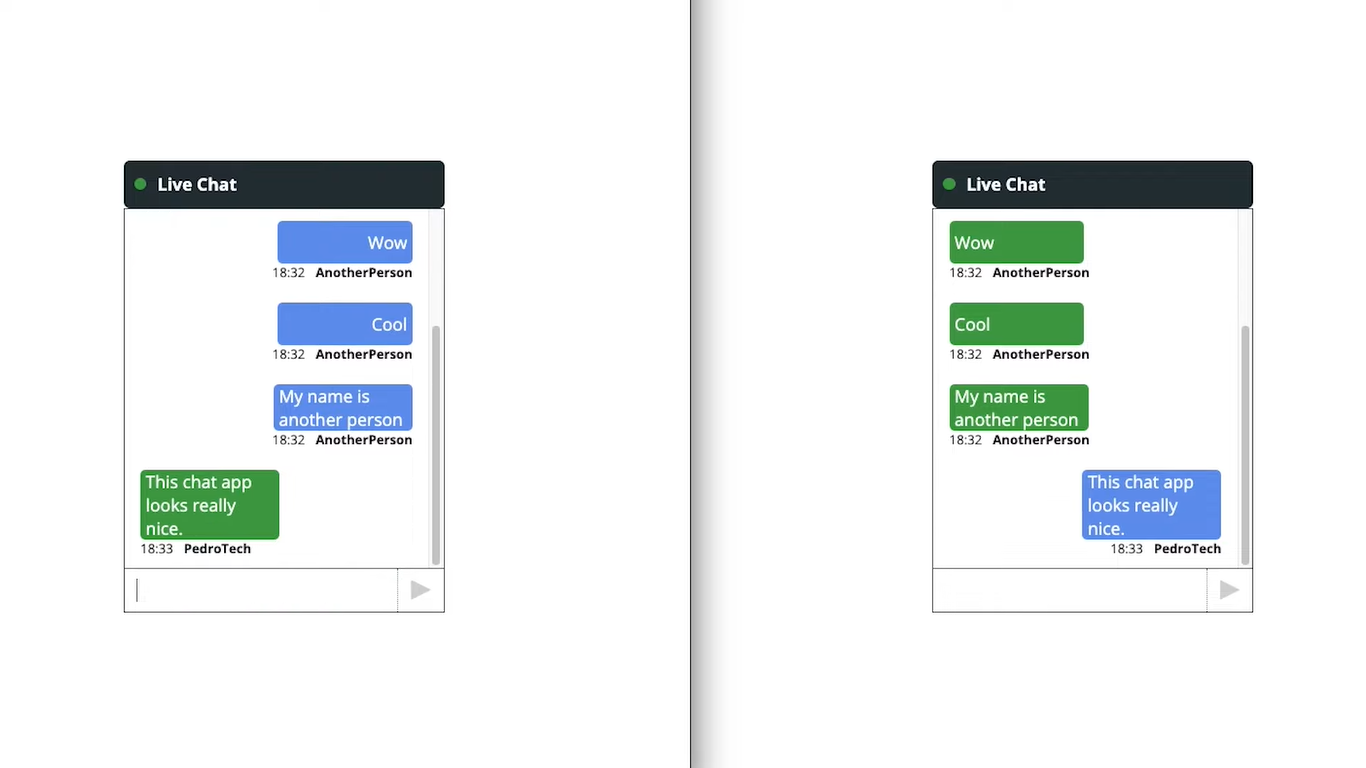 Live Chat
Wow
18:32 AnotherPerson
Cool
18:32 AnotherPerson
My name is
another person
18:32 AnotherPerson
This chat app
looks really
nice.
18:33 PedroTech
Live Chat
Wow
18:32 AnotherPerson
Cool
18:32 AnotherPerson
My name is
another person
18:32 AnotherPerson
This chat app
looks really
nice.
18:33 PedroTech